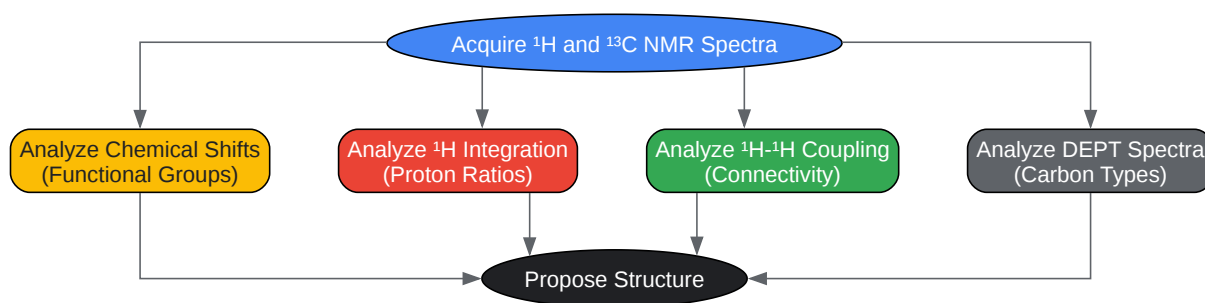 Acquire ¹H and ¹³C NMR Spectra
Analyze Chemical Shifts
(Functional Groups)
Analyze ¹H Integration
(Proton Ratios)
Analyze ¹H-¹H Coupling
(Connectivity)
Analyze DEPT Spectra
(Carbon Types)
Propose Structure